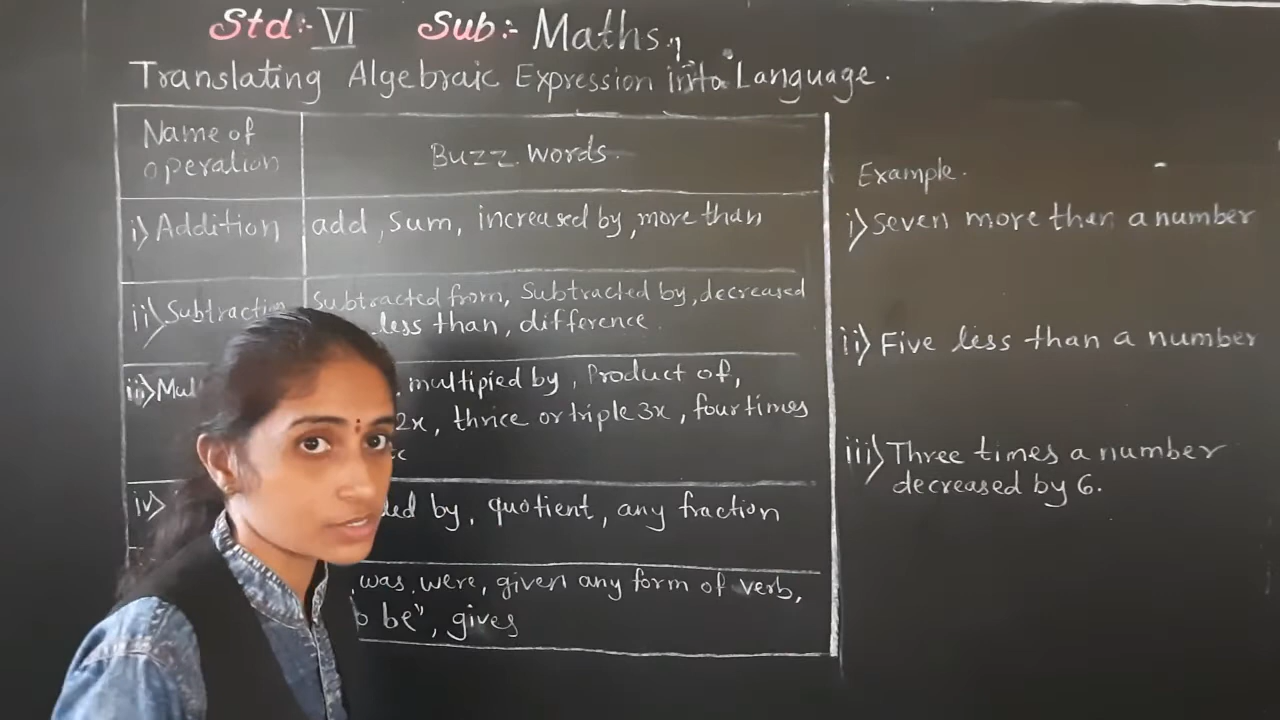 Std:- VI Sub:- Maths.
Translating Algebraic Expression into Language.
Name of
operation
Buzz words.
i) Addition
add, sum, increased by, more than
ii) Subtraction
Subtracted from, Subtracted by, decreased
less than, difference.
iii) Mul
multipied by, Product of,
2x, thrice or triple 3x, four times
iv)
ded by, quotient, any fraction
was, were, given any form of verb,
be", gives
Example.
i) seven more than a number
ii) Five less than a number
iii) Three times a number
decreased by 6.